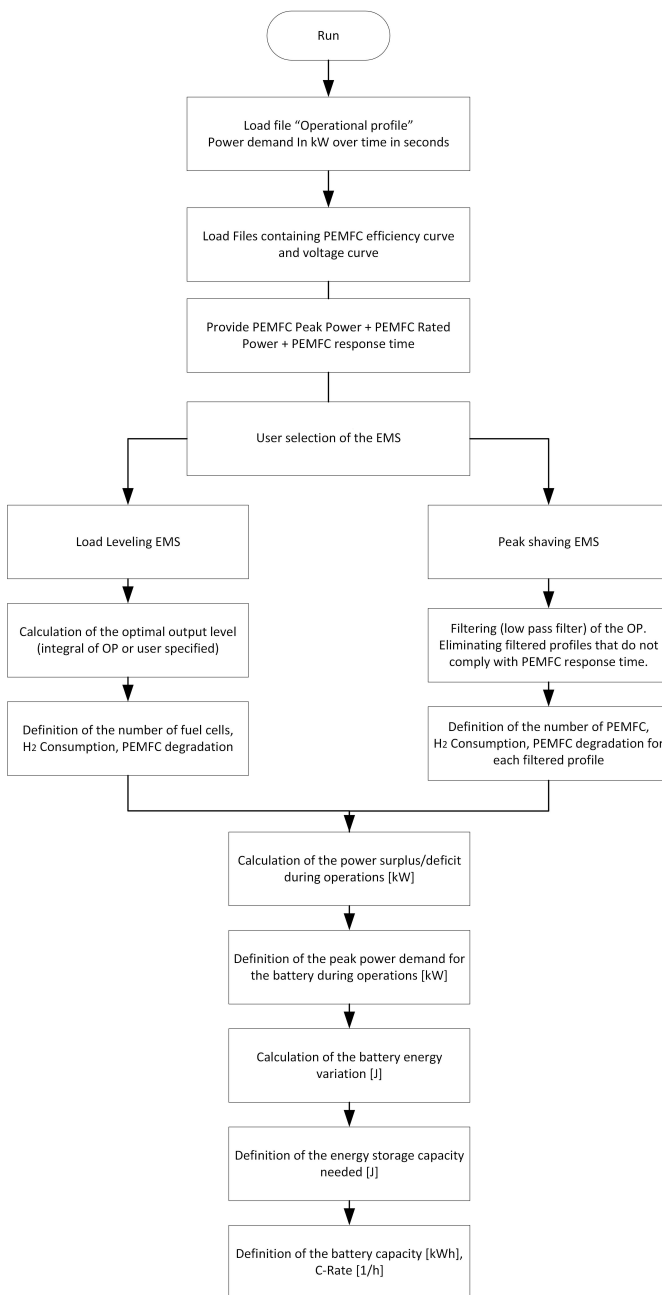 Run
Load file “Operational profile”
Power demand In kW over time in seconds
Load Files containing PEMFC efficiency curve
and voltage curve
Provide PEMFC Peak Power + PEMFC Rated
Power + PEMFC response time
User selection of the EMS
Load Leveling EMS
Peak shaving EMS
Calculation of the optimal output level
(integral of OP or user specified)
Filtering (low pass filter) of the OP.
Eliminating filtered profiles that do not
comply with PEMFC response time.
Definition of the number of fuel cells,
H2 Consumption, PEMFC degradation
Definition of the number of PEMFC,
H2 Consumption, PEMFC degradation for
each filtered profile
Calculation of the power surplus/deficit
during operations [kW]
Definition of the peak power demand for
the battery during operations [kW]
Calculation of the battery energy
variation [J]
Definition of the energy storage capacity
needed [J]
Definition of the battery capacity [kWh],
C-Rate [1/h]